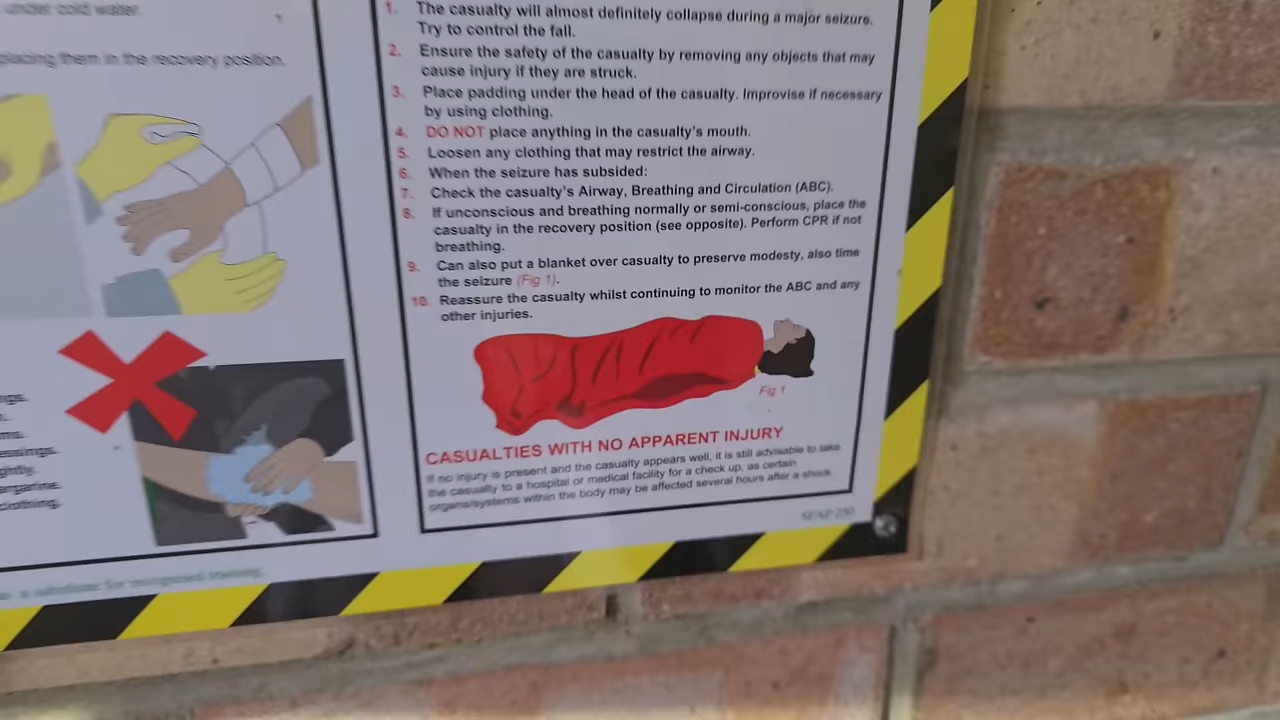 under cold water.
placing them in the recovery position.
1. The casualty will almost definitely collapse during a major seizure.
Try to control the fall.
2. Ensure the safety of the casualty by removing any objects that may
cause injury if they are struck.
3. Place padding under the head of the casualty. Improvise if necessary
by using clothing.
4. DO NOT place anything in the casualty's mouth.
5. Loosen any clothing that may restrict the airway.
6. When the seizure has subsided:
7. Check the casualty's Airway, Breathing and Circulation (ABC).
8. If unconscious and breathing normally or semi-conscious, place the
casualty in the recovery position (see opposite). Perform CPR if not
breathing.
9. Can also put a blanket over casualty to preserve modesty, also time
the seizure (Fig 1).
10. Reassure the casualty whilst continuing to monitor the ABC and any
other injuries.
Fig 1
CASUALTIES WITH NO APPARENT INJURY
If no injury is present and the casualty appears well, it is still advisable to take
the casualty to a hospital or medical facility for a check up, as certain
organs/systems within the body may be affected several hours after a shock.
clothing.
a substitute for recognised training